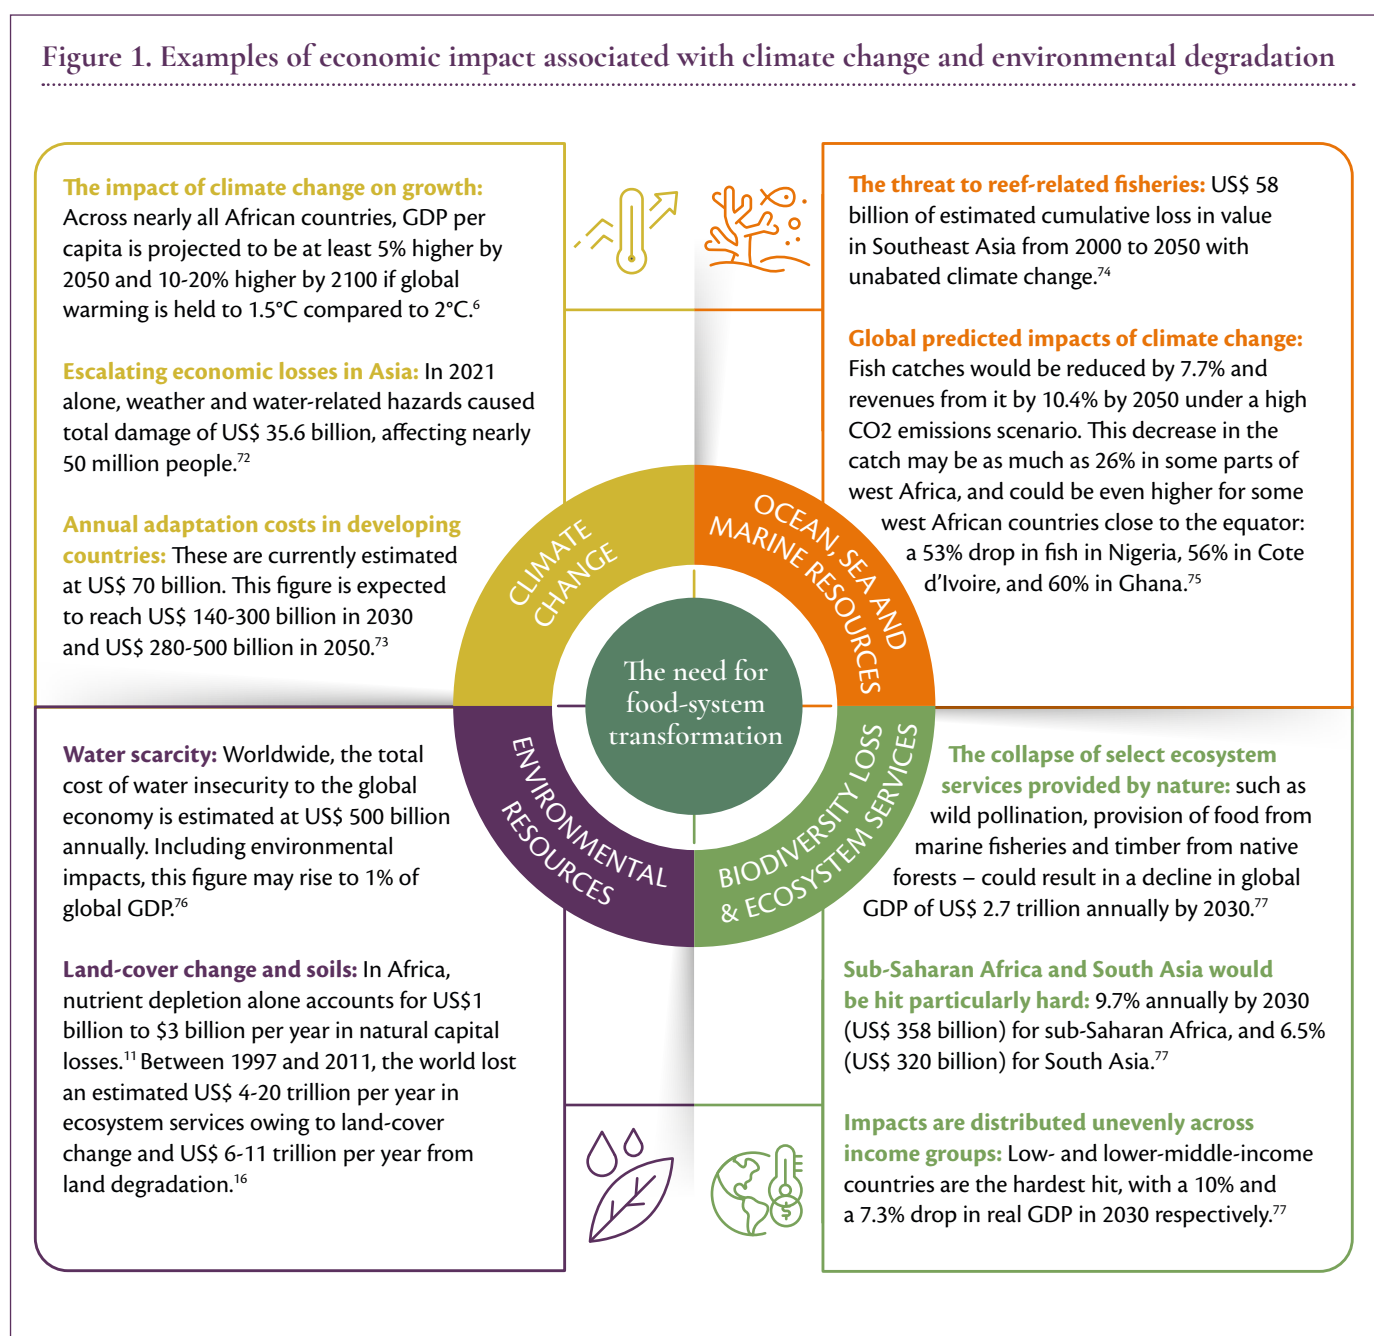 Figure 1. Examples of economic impact associated with climate change and environmental degradation
The impact of climate change on growth:
Across nearly all African countries, GDP per
capita is projected to be at least 5% higher by
2050 and 10-20% higher by 2100 if global
warming is held to 1.5°C compared to 2°C.6
Escalating economic losses in Asia: In 2021
alone, weather and water-related hazards caused
total damage of US$ 35.6 billion, affecting nearly
50 million people.72
Annual adaptation costs in developing
countries: These are currently estimated
at US$ 70 billion. This figure is expected
to reach US$ 140-300 billion in 2030
and US$ 280-500 billion in 2050.73
The threat to reef-related fisheries: US$ 58
billion of estimated cumulative loss in value
in Southeast Asia from 2000 to 2050 with
unabated climate change.74
Global predicted impacts of climate change:
Fish catches would be reduced by 7.7% and
revenues from it by 10.4% by 2050 under a high
CO2 emissions scenario. This decrease in the
catch may be as much as 26% in some parts of
west Africa, and could be even higher for some
west African countries close to the equator:
a 53% drop in fish in Nigeria, 56% in Cote
d'Ivoire, and 60% in Ghana.75
CLIMATE
CHANGE
OCEAN, SEA AND
MARINE RESOURCES
The need for
food-system
transformation
ENVIRONMENTAL
RESOURCES
BIODIVERSITY LOSS
& ECOSYSTEM SERVICES
Water scarcity: Worldwide, the total
cost of water insecurity to the global
economy is estimated at US$ 500 billion
annually. Including environmental
impacts, this figure may rise to 1% of
global GDP.76
Land-cover change and soils: In Africa,
nutrient depletion alone accounts for US$1
billion to $3 billion per year in natural capital
losses.11 Between 1997 and 2011, the world lost
an estimated US$ 4-20 trillion per year in
ecosystem services owing to land-cover
change and US$ 6-11 trillion per year from
land degradation.16
The collapse of select ecosystem
services provided by nature: such as
wild pollination, provision of food from
marine fisheries and timber from native
forests – could result in a decline in global
GDP of US$ 2.7 trillion annually by 2030.77
Sub-Saharan Africa and South Asia would
be hit particularly hard: 9.7% annually by 2030
(US$ 358 billion) for sub-Saharan Africa, and 6.5%
(US$ 320 billion) for South Asia.77
Impacts are distributed unevenly across
income groups: Low- and lower-middle-income
countries are the hardest hit, with a 10% and
a 7.3% drop in real GDP in 2030 respectively.77
$